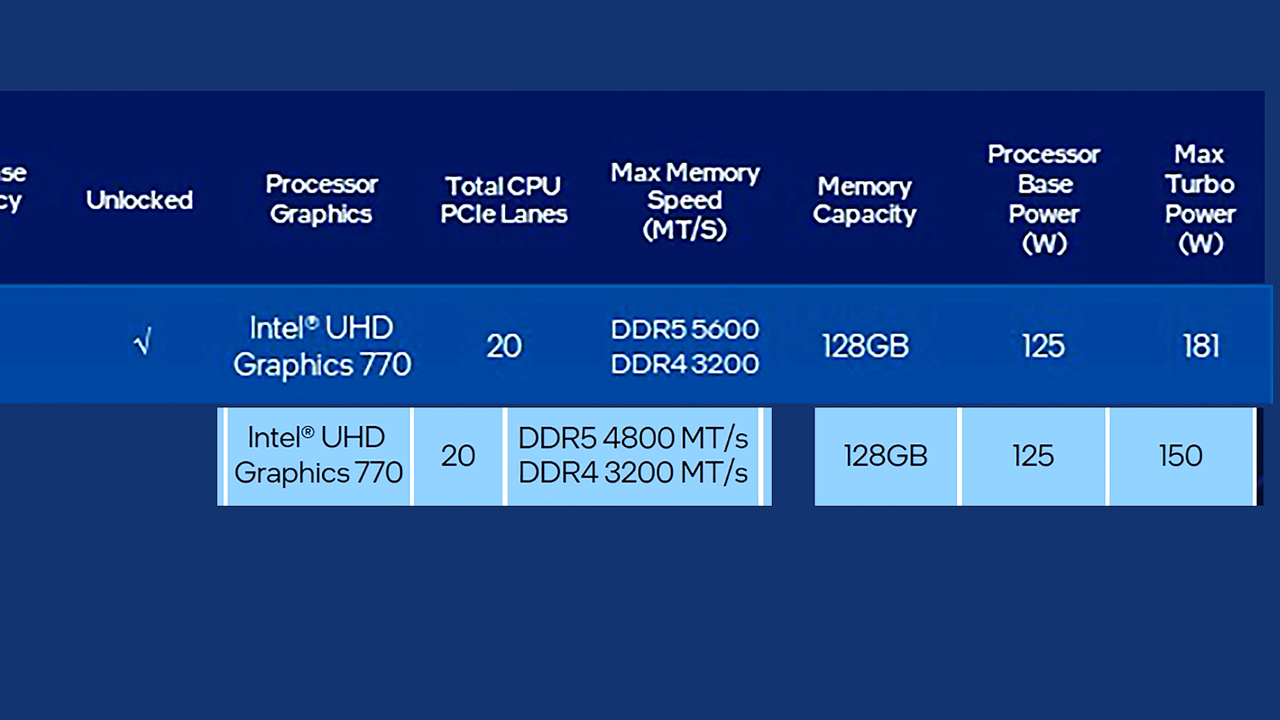 se
cy
Unlocked
Processor
Graphics
Total CPU
PCIe Lanes
Max Memory
Speed
(MT/S)
Memory
Capacity
Processor
Base
Power
(W)
Max
Turbo
Power
(W)
√
Intel® UHD
Graphics 770
20
DDR5 5600
DDR4 3200
128GB
125
181
Intel® UHD
Graphics 770
20
DDR5 4800 MT/s
DDR4 3200 MT/s
128GB
125
150